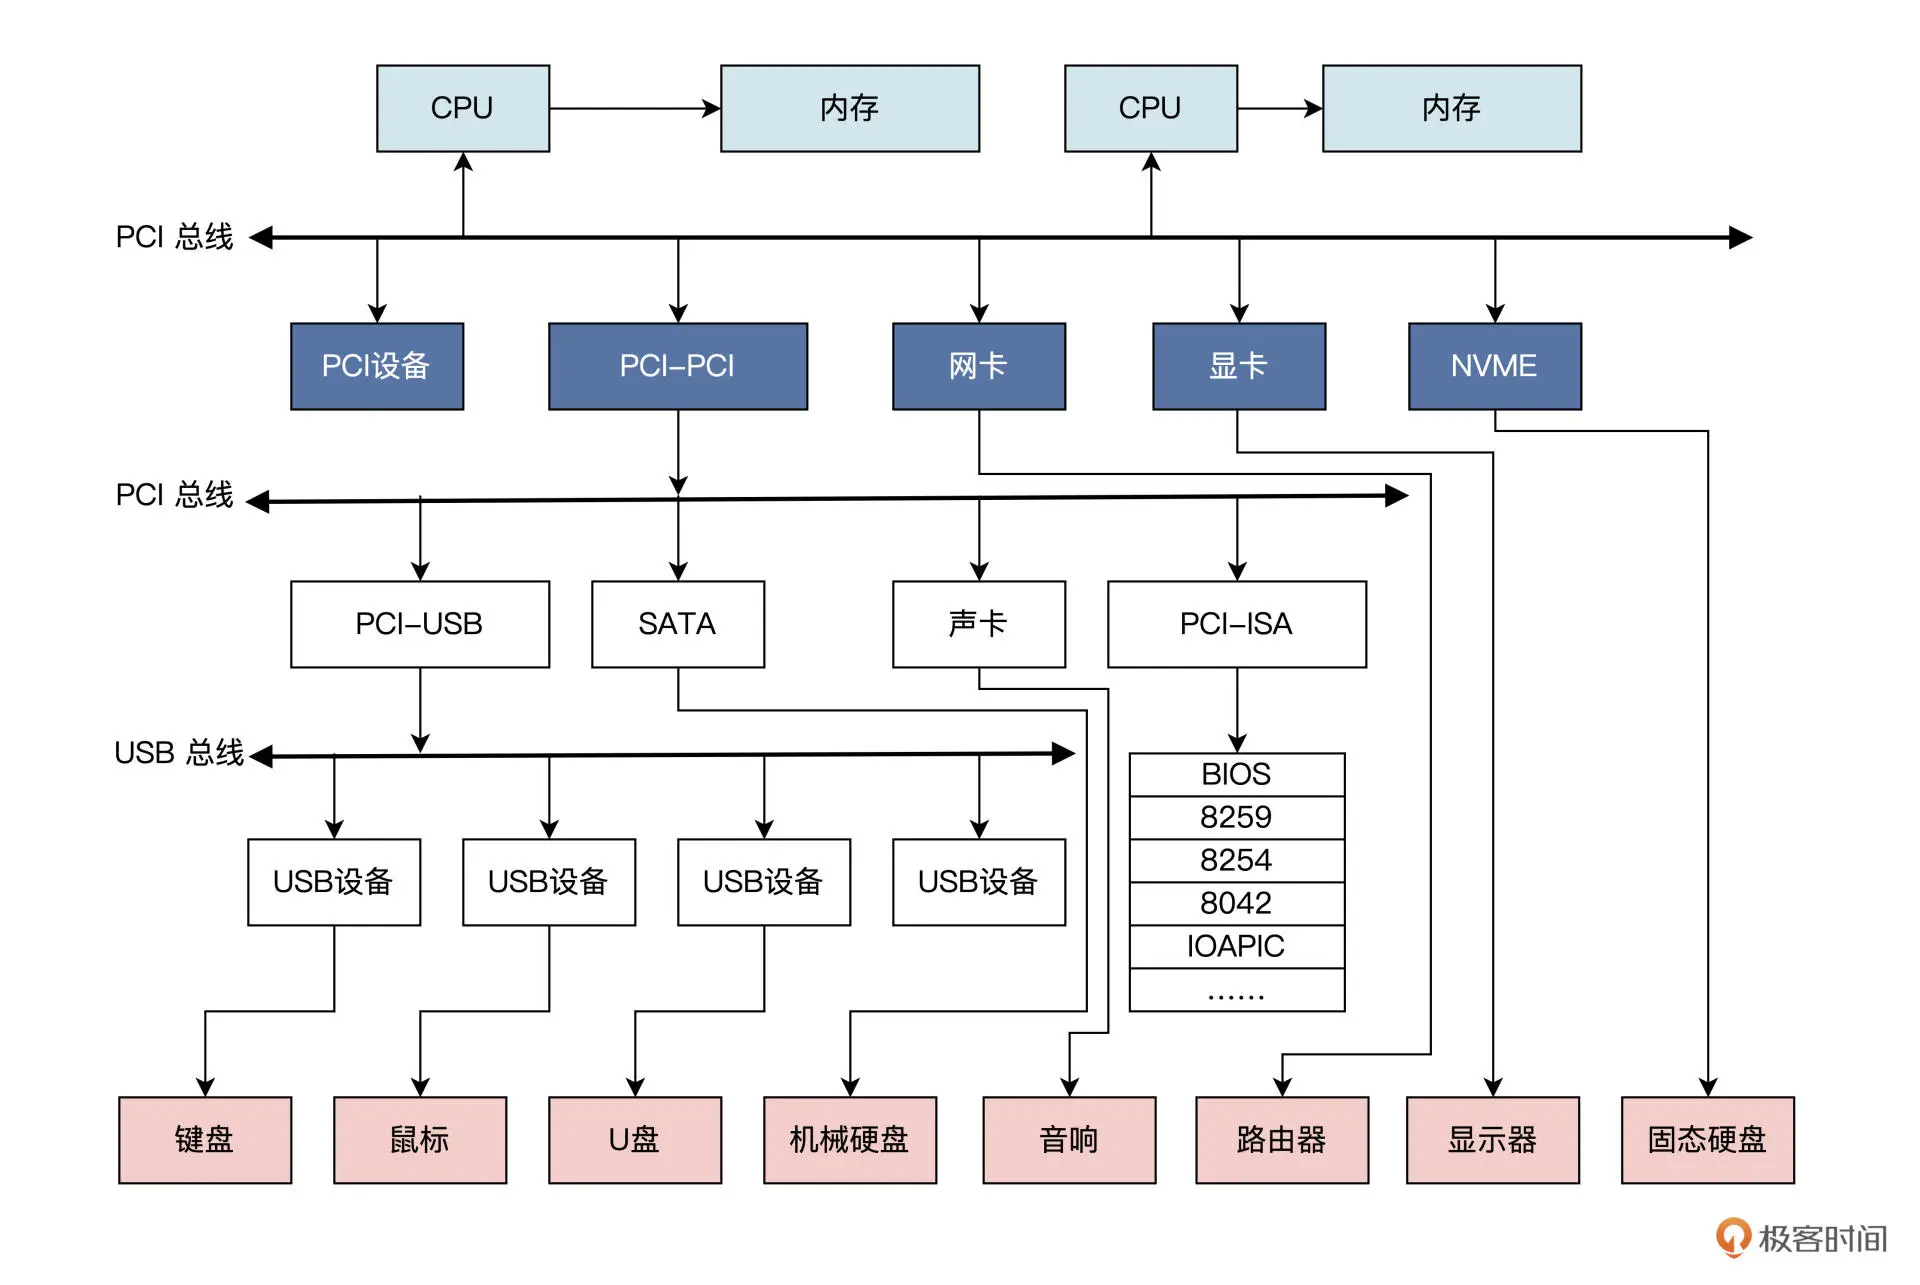 CPU
内存
CPU
内存
PCI 总线
PCI设备
PCI-PCI
网卡
显卡
NVME
PCI 总线
PCI-USB
SATA
声卡
PCI-ISA
USB 总线
BIOS
8259
8254
8042
IOAPIC
......
USB设备
USB设备
USB设备
USB设备
键盘
鼠标
U盘
机械硬盘
音响
路由器
显示器
固态硬盘
极客时间